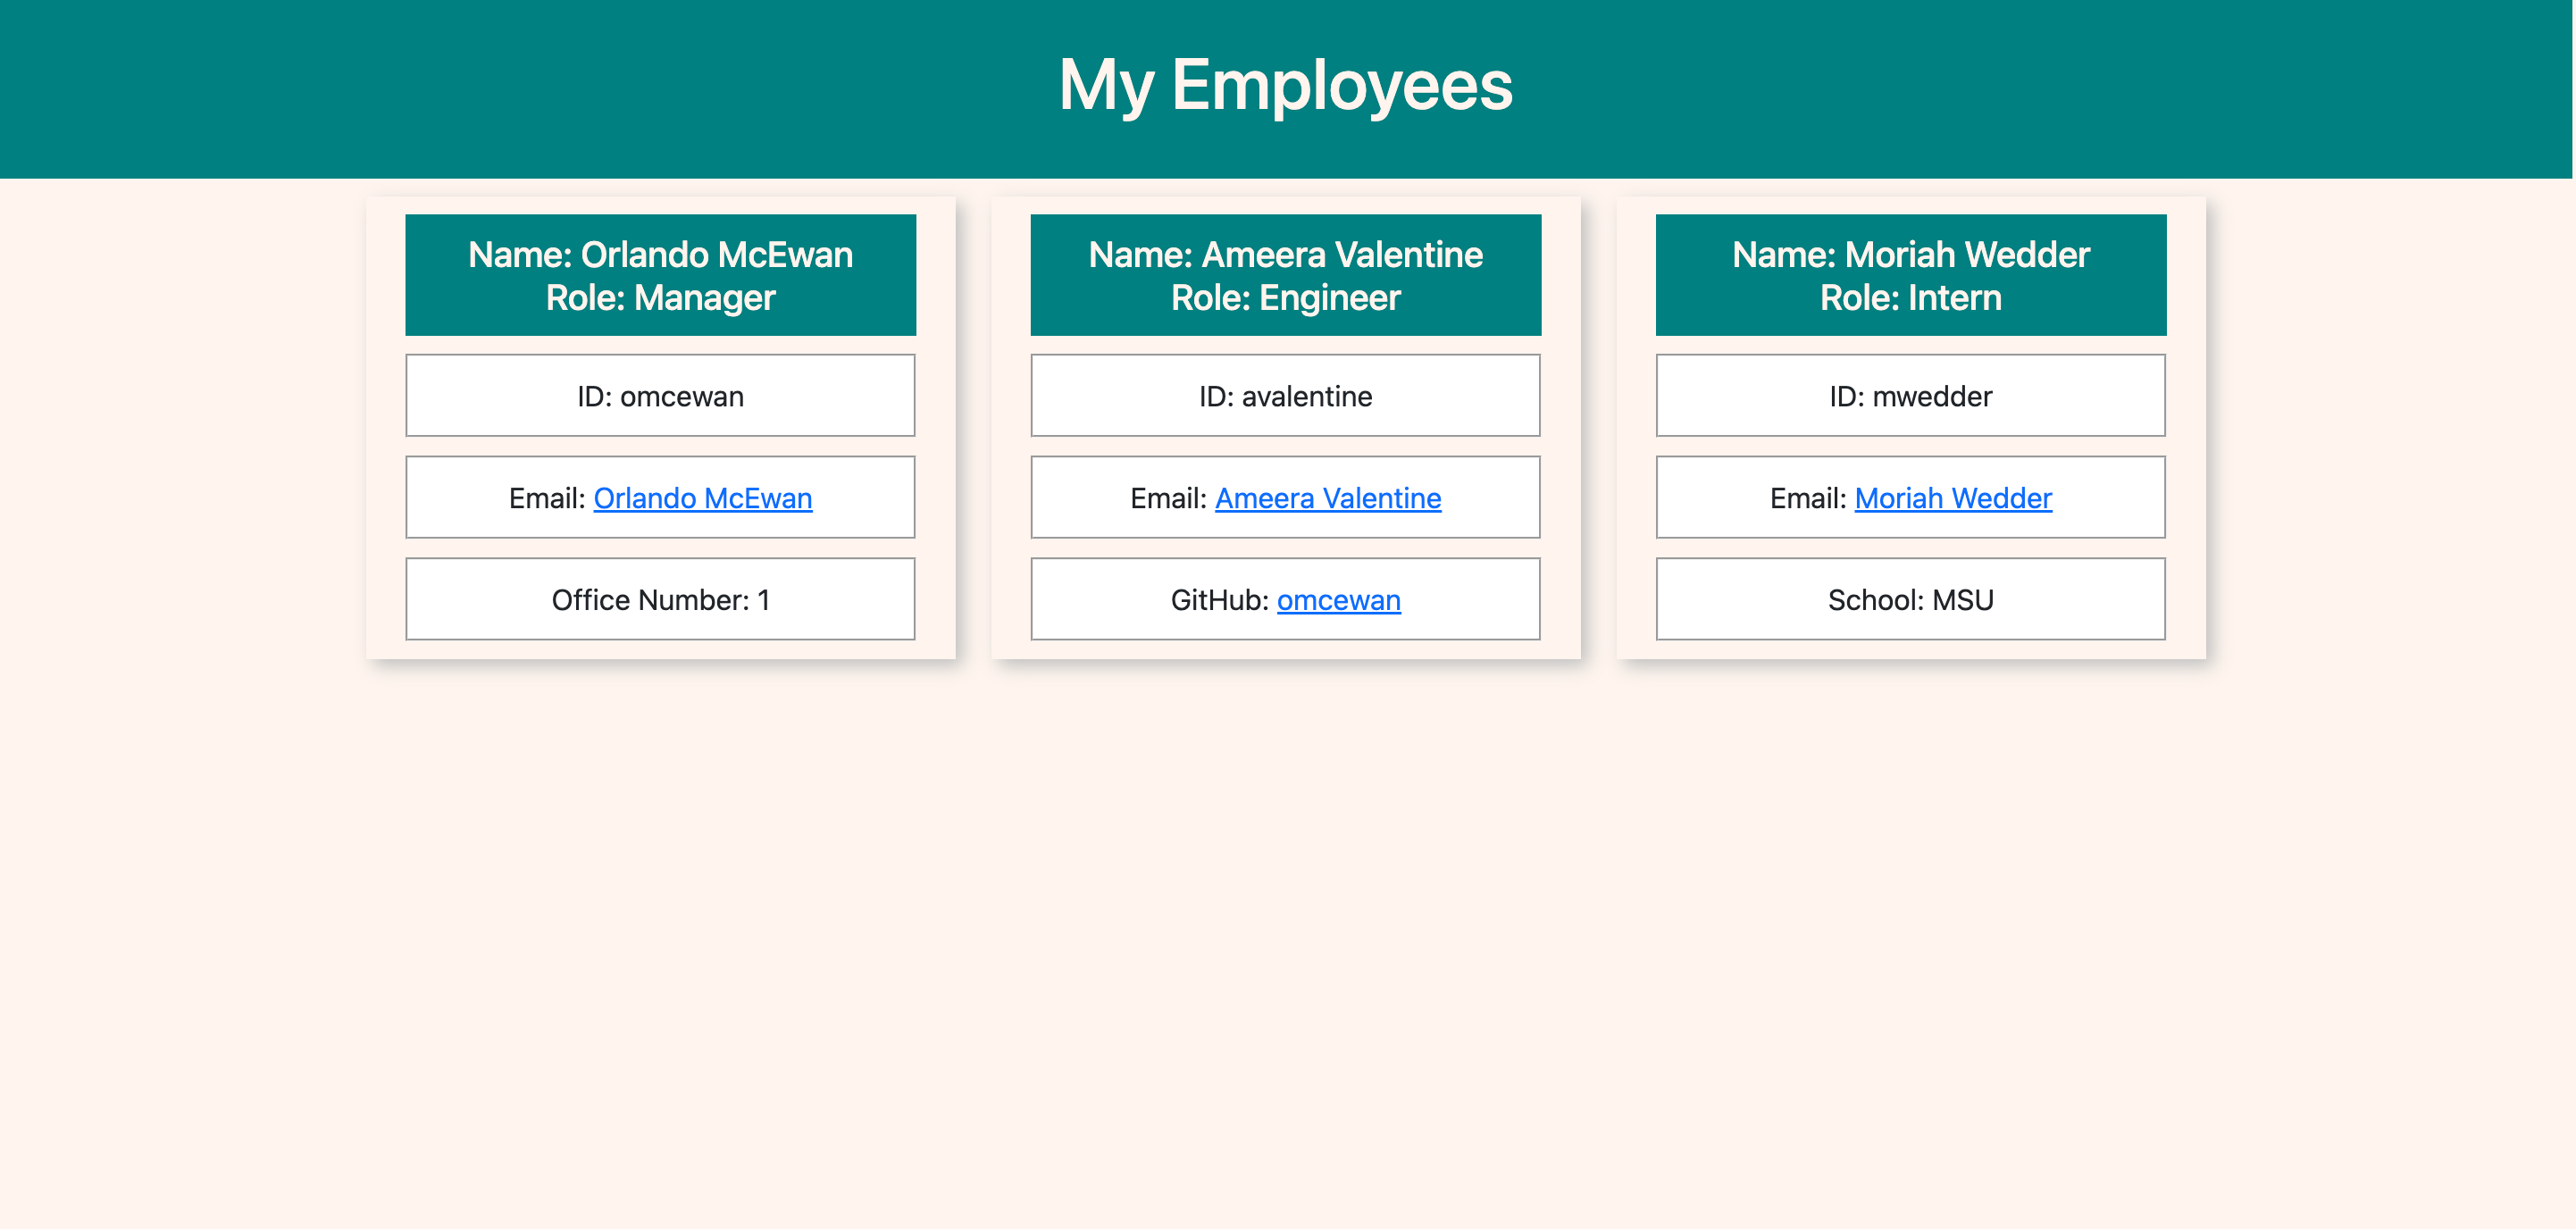 My Employees
Name: Orlando McEwan
Role: Manager
ID: omcewan
Email: Orlando McEwan
Office Number: 1
Name: Ameera Valentine
Role: Engineer
ID: avalentine
Email: Ameera Valentine
GitHub: omcewan
Name: Moriah Wedder
Role: Intern
ID: mwedder
Email: Moriah Wedder
School: MSU